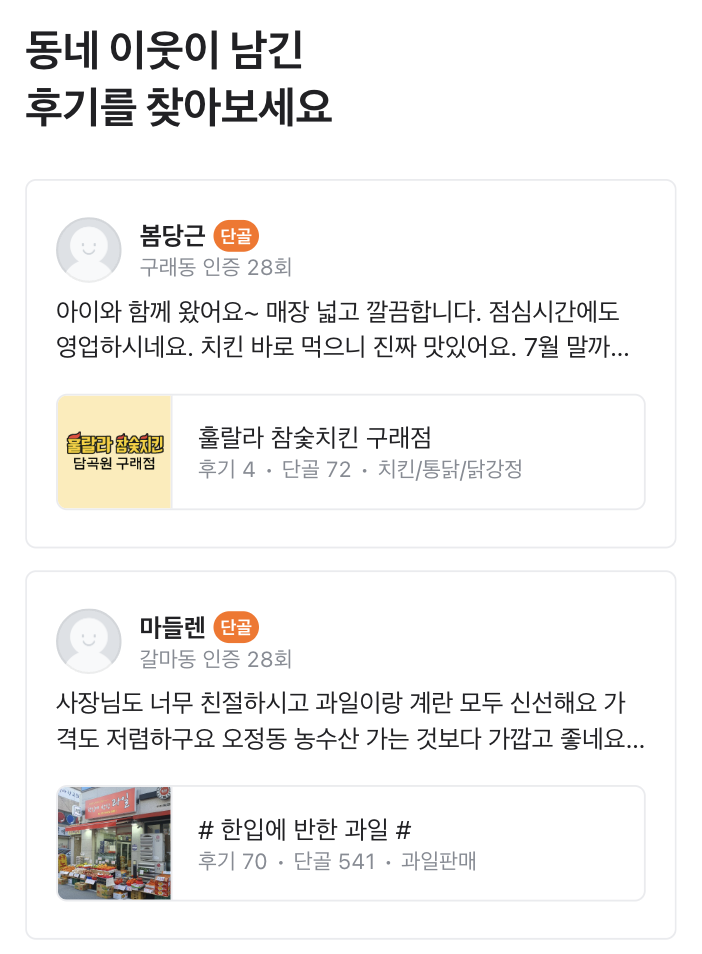 동네 이웃이 남긴
후기를 찾아보세요
봄당근 단골
구래동 인증 28회
아이와 함께 왔어요~ 매장 넓고 깔끔합니다. 점심시간에도
영업하시네요. 치킨 바로 먹으니 진짜 맛있어요. 7월 말까...
훌랄라 참숯치킨
담곡원 구래점
훌랄라 참숯치킨 구래점
후기 4 · 단골 72 · 치킨/통닭/닭강정
마들렌 단골
갈마동 인증 28회
사장님도 너무 친절하시고 과일이랑 계란 모두 신선해요 가
격도 저렴하구요 오정동 농수산 가는 것보다 가깝고 좋네요...
과일
# 한입에 반한 과일 #
후기 70 · 단골 541 · 과일판매